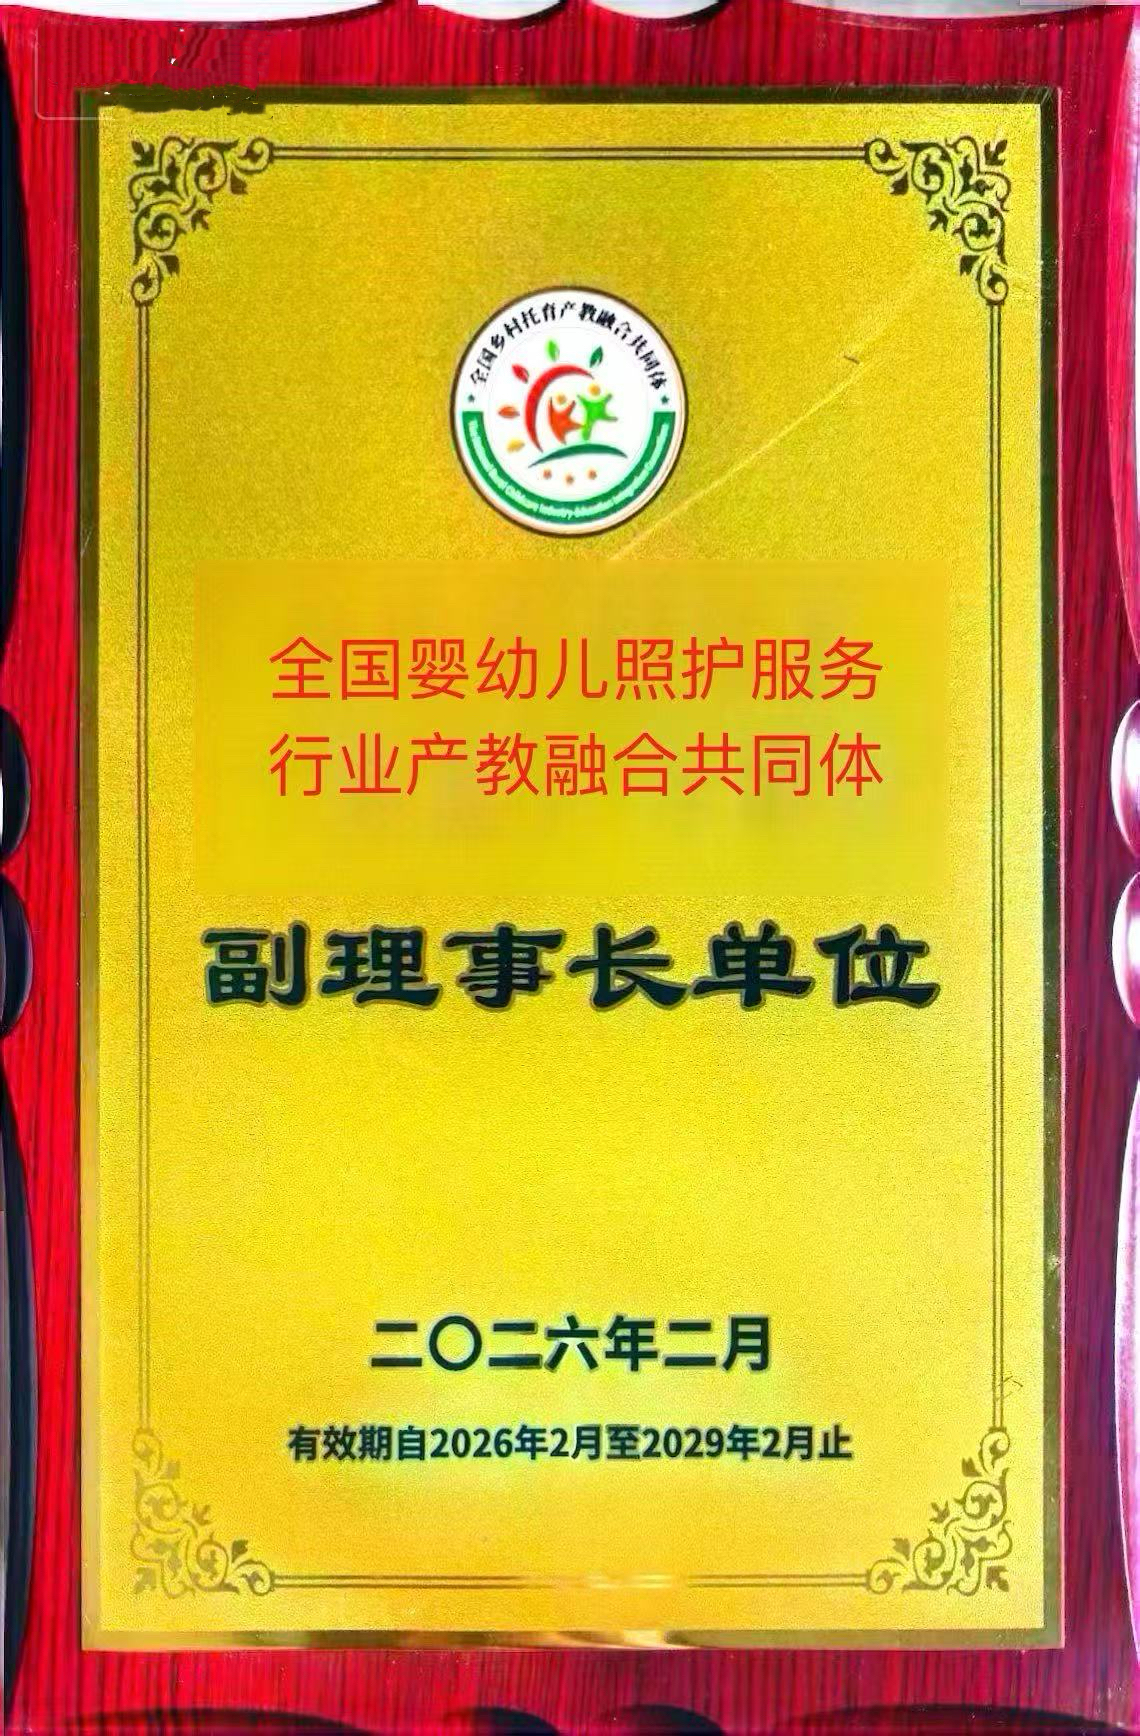 全国乡村托育产教融合共同体
全国婴幼儿照护服务
行业产教融合共同体
副理事长单位
二〇二六年二月
有效期自2026年2月至2029年2月止